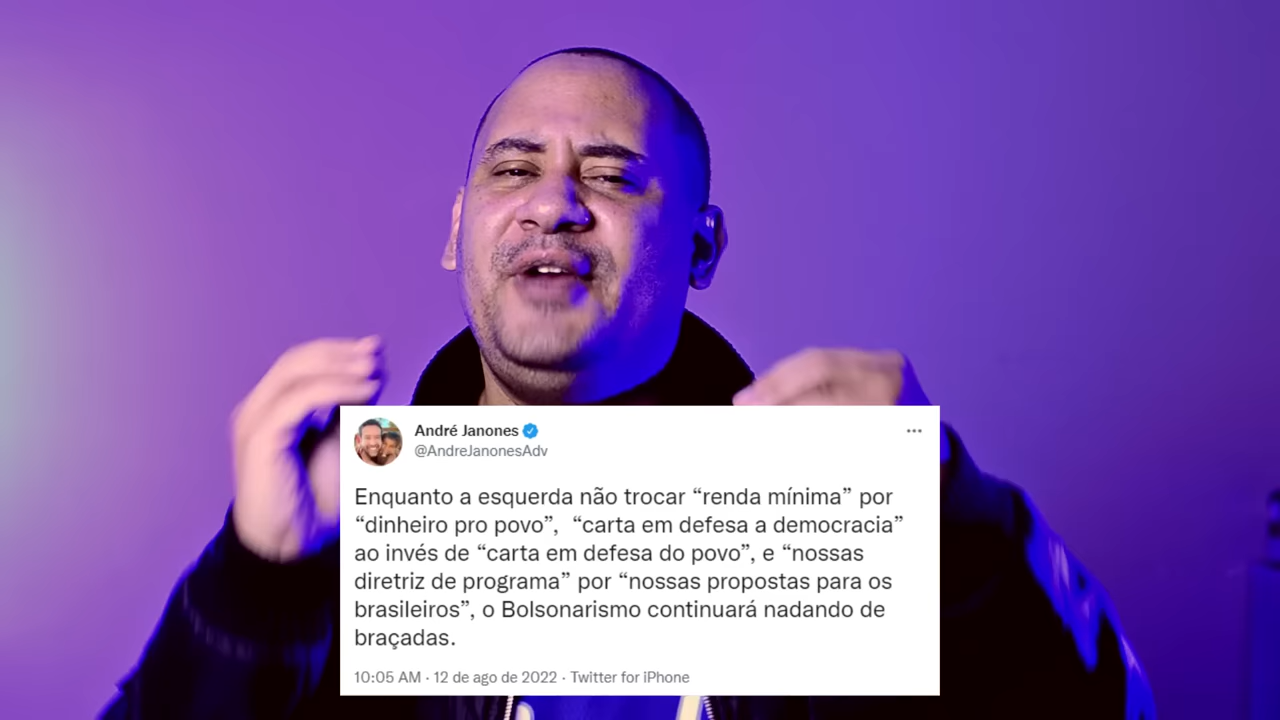 André Janones
@AndreJanonesAdv
Enquanto a esquerda não trocar “renda mínima” por
“dinheiro pro povo”, “carta em defesa a democracia”
ao invés de “carta em defesa do povo”, e “nossas
diretriz de programa” por “nossas propostas para os
brasileiros”, o Bolsonarismo continuará nadando de
braçadas.
10:05 AM · 12 de ago de 2022 · Twitter for iPhone